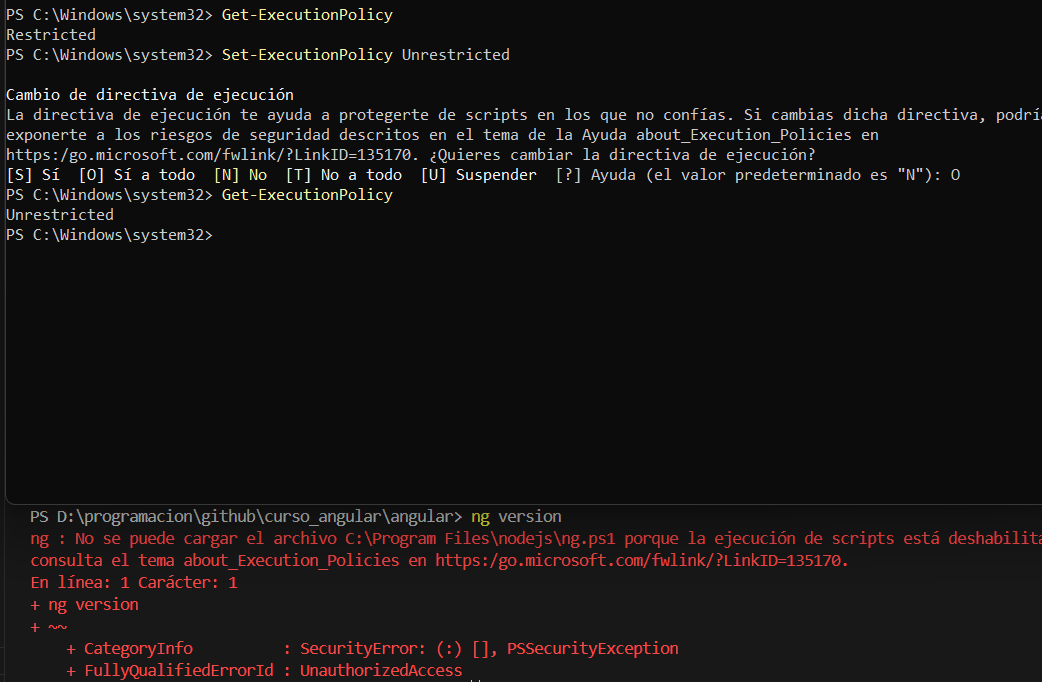 PS C:\Windows\system32> Get-ExecutionPolicy
Restricted
PS C:\Windows\system32> Set-ExecutionPolicy Unrestricted
Cambio de directiva de ejecución
La directiva de ejecución te ayuda a protegerte de scripts en los que no confías. Si cambias dicha directiva,
exponerte a los riesgos de seguridad descritos en el tema de la Ayuda about_Execution_Policies en
https:/go.microsoft.com/fwlink/?LinkID=135170. ¿Quieres cambiar la directiva de ejecución?
[S] Sí  [O] Sí a todo  [N] No  [T] No a todo  [U] Suspender  [?] Ayuda (el valor predeterminado es "N"): O
PS C:\Windows\system32> Get-ExecutionPolicy
Unrestricted
PS C:\Windows\system32>
PS D:\programacion\github\curso_angular\angular> ng version
ng : No se puede cargar el archivo C:\Program Files\nodejs\ng.ps1 porque la ejecución de scripts está
consulta el tema about_Execution_Policies en https:/go.microsoft.com/fwlink/?LinkID=135170.
En línea: 1 Carácter: 1
+ ng version
+ ~~
+ CategoryInfo          : SecurityError: (:) [], PSSecurityException
+ FullyQualifiedErrorId : UnauthorizedAccess